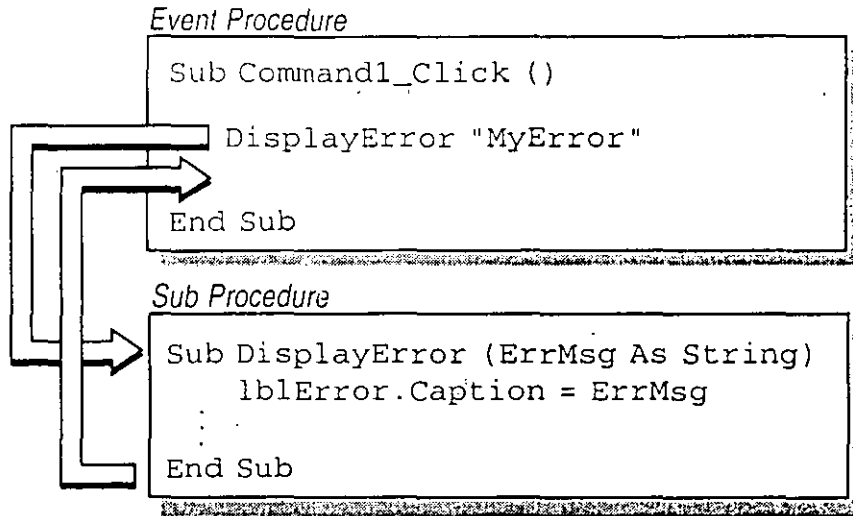 Event Procedure
Sub Command1_Click ()
DisplayError "MyError"
End Sub
Sub Procedure
Sub DisplayError (ErrMsg As String)
lblError.Caption = ErrMsg
⋮
End Sub